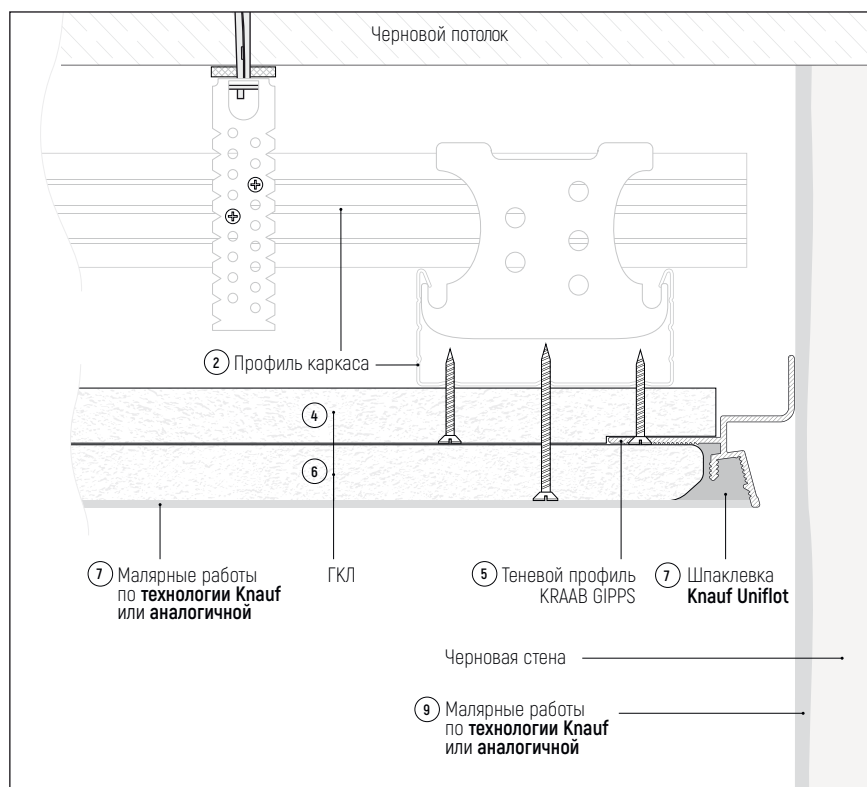 Черновой потолок
2 Профиль каркаса
4
6
7 Малярные работы
по технологии Knauf
или аналогичной
ГКЛ
5 Теневой профиль
KRAAB GIPPS
7 Шпаклевка
Knauf Uniflot
Черновая стена
9 Малярные работы
по технологии Knauf
или аналогичной